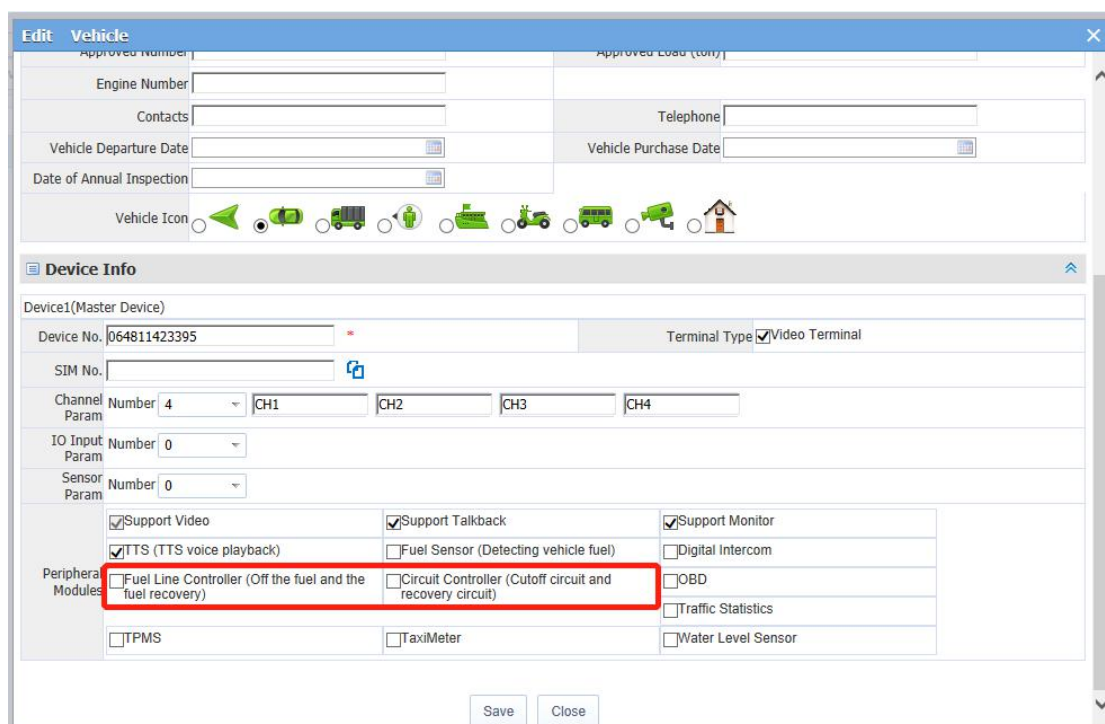 Edit Vehicle
Approved Number
Approved Load (ton)
Engine Number
Contacts
Telephone
Vehicle Departure Date
Vehicle Purchase Date
Date of Annual Inspection
Vehicle Icon
Device Info
Device1(Master Device)
Device No. 064811423395 *
Terminal Type Video Terminal
SIM No.
Channel Param Number 4 CH1 CH2 CH3 CH4
IO Input Param Number 0
Sensor Param Number 0
Peripheral Modules
Support Video
Support Talkback
Support Monitor
TTS (TTS voice playback)
Fuel Sensor (Detecting vehicle fuel)
Digital Intercom
Fuel Line Controller (Off the fuel and the
fuel recovery)
Circuit Controller (Cutoff circuit and
recovery circuit)
OBD
Traffic Statistics
TPMS
TaxiMeter
Water Level Sensor
Save
Close